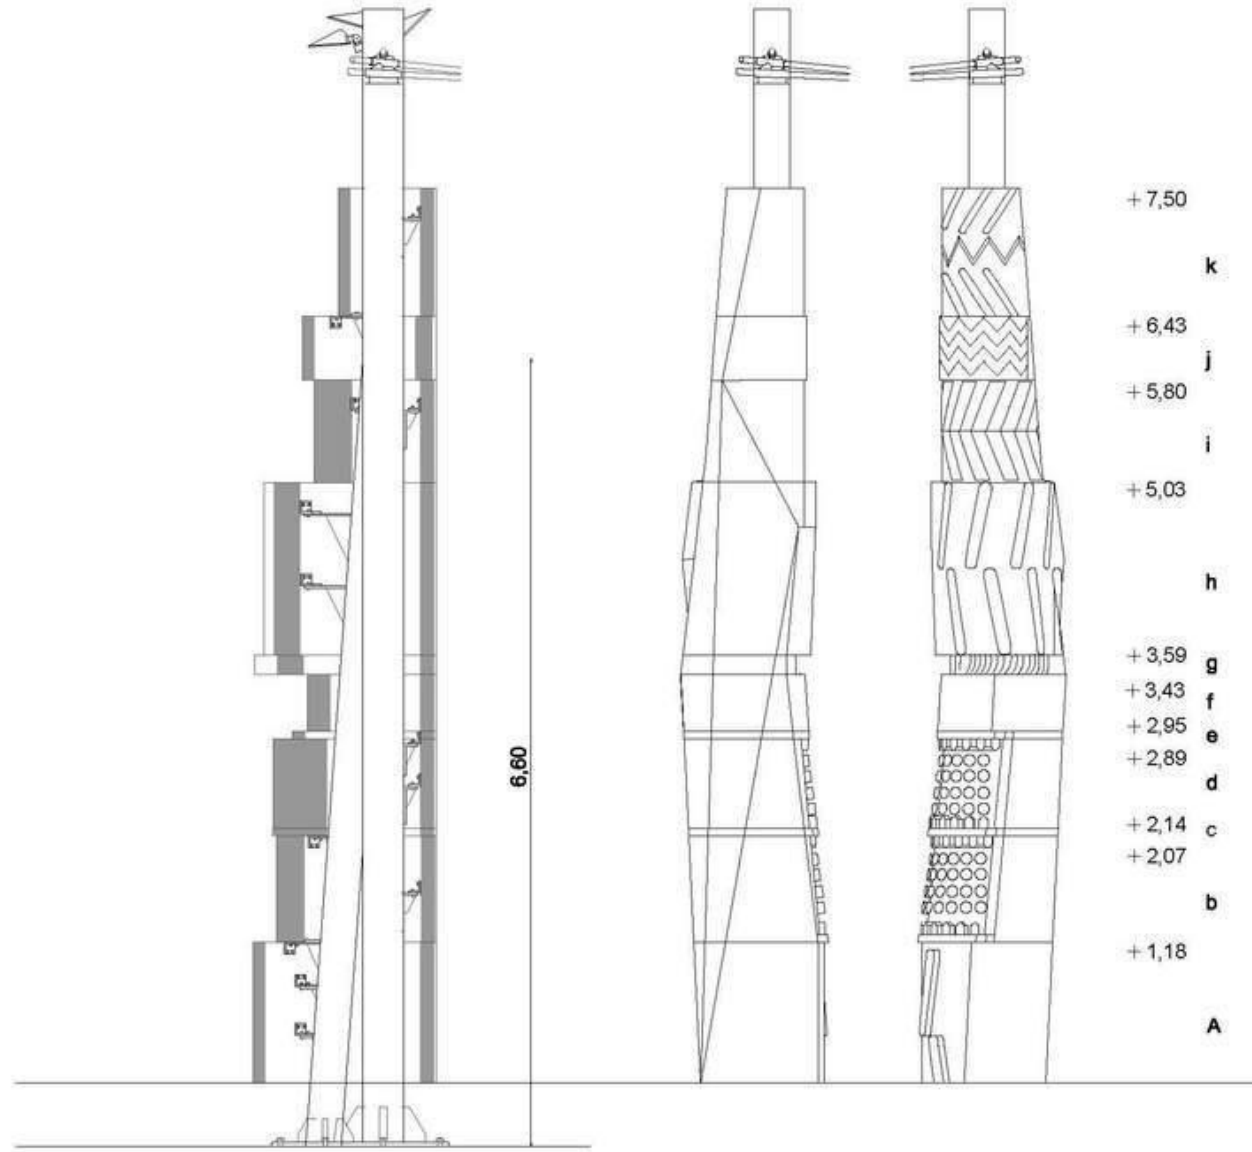 + 7,50
k
+ 6,43
j
+ 5,80
i
+ 5,03
h
+ 3,59
g
+ 3,43
f
+ 2,95
e
+ 2,89
d
+ 2,14
c
+ 2,07
b
+ 1,18
A
6,60